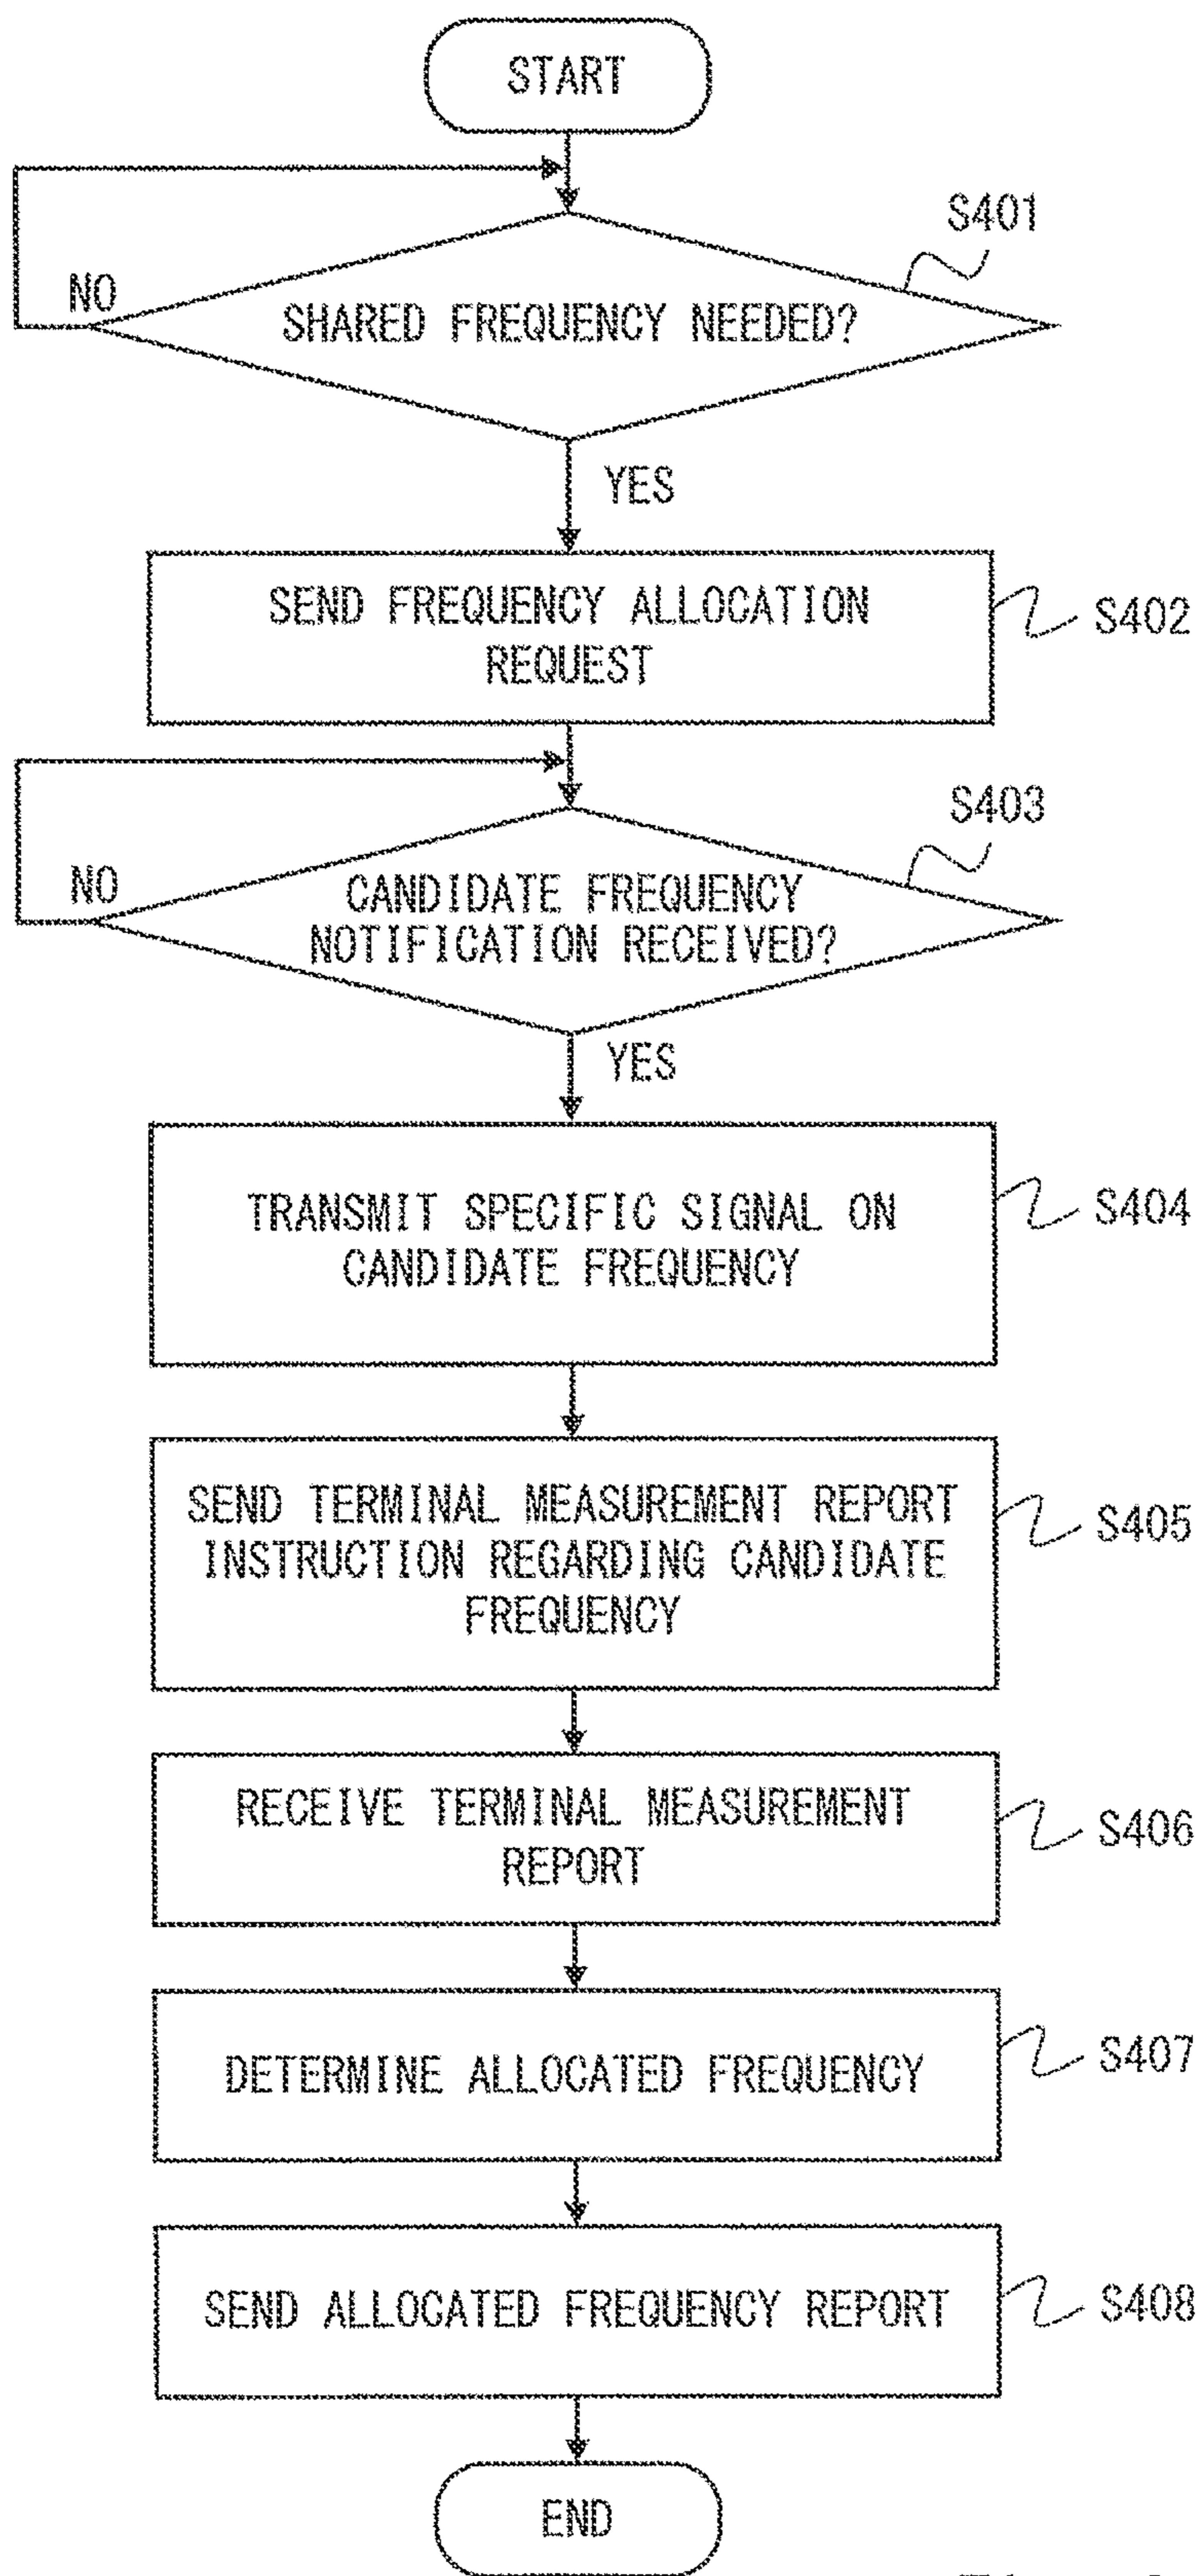 START
S401
NO
SHARED FREQUENCY NEEDED?
YES
SEND FREQUENCY ALLOCATION
REQUEST
S402
S403
NO
CANDIDATE FREQUENCY
NOTIFICATION RECEIVED?
YES
TRANSMIT SPECIFIC SIGNAL ON
CANDIDATE FREQUENCY
S404
SEND TERMINAL MEASUREMENT REPORT
INSTRUCTION REGARDING CANDIDATE
FREQUENCY
S405
RECEIVE TERMINAL MEASUREMENT
REPORT
S406
DETERMINE ALLOCATED FREQUENCY
S407
SEND ALLOCATED FREQUENCY REPORT
S408
END